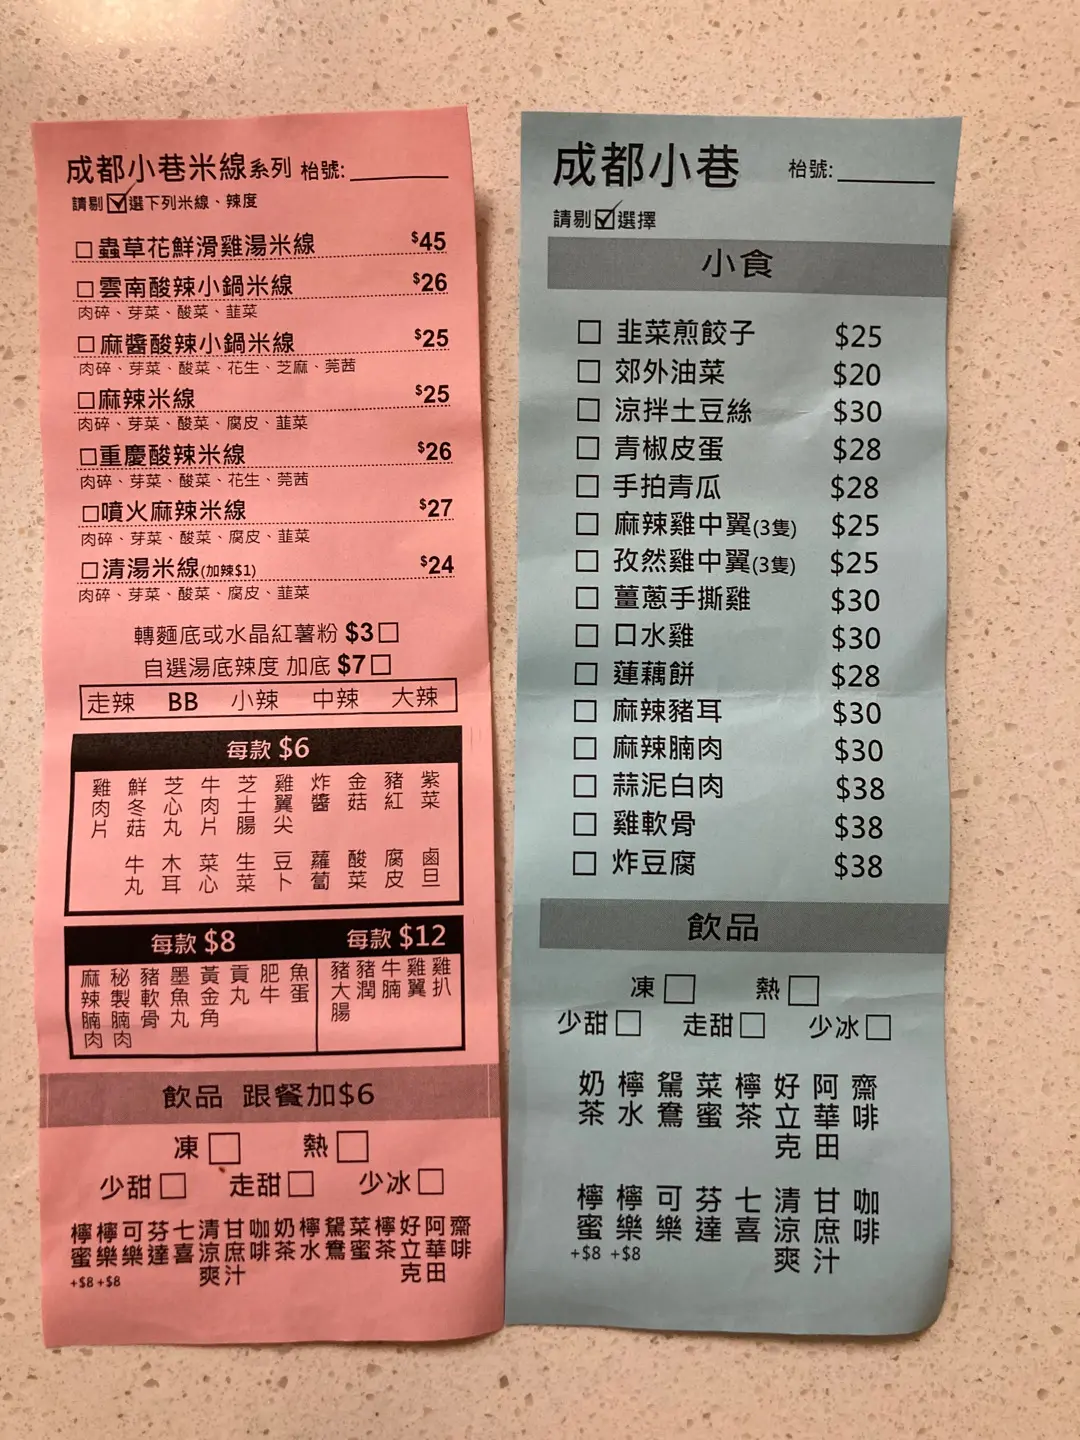 成都小巷米線系列 枱號:
請剔☑選下列米線、辣度
□蟲草花鮮滑雞湯米線 $45
□雲南酸辣小鍋米線 $26
肉碎、芽菜、酸菜、韮菜
□麻醬酸辣小鍋米線 $25
肉碎、芽菜、酸菜、花生、芝麻、莞茜
□麻辣米線 $25
肉碎、芽菜、酸菜、腐皮、韮菜
□重慶酸辣米線 $26
肉碎、芽菜、酸菜、花生、莞茜
□噴火麻辣米線 $27
肉碎、芽菜、酸菜、腐皮、韮菜
□清湯米線(加辣$1) $24
肉碎、芽菜、酸菜、腐皮、韮菜
轉麵底或水晶紅薯粉 $3□
自選湯底辣度 加底 $7□
走辣 BB 小辣 中辣 大辣
每款 $6
雞肉片 鮮冬菇 芝心丸 牛肉片 芝士腸 雞翼尖 炸醬 金菇 豬紅 紫菜
牛丸 木耳 菜心 生菜 豆卜 蘿蔔 酸菜 腐皮 鹵旦
每款 $8
麻辣腩肉 秘製腩肉 豬軟骨 墨魚丸 黃金角 貢丸 肥牛 魚蛋
每款 $12
豬大腸 豬潤 牛腩 雞翼 雞扒
飲品 跟餐加$6
凍□ 熱□
少甜□ 走甜□ 少冰□
檸蜜+$8 檸樂+$8 可樂 芬達 七喜 清涼爽 甘庶汁 咖啡 奶茶 檸水 鴛鴦 菜蜜 檸茶 好立克 阿華田 齋啡
成都小巷 枱號:
請剔☑選擇
小食
□ 韭菜煎餃子 $25
□ 郊外油菜 $20
□ 涼拌土豆絲 $30
□ 青椒皮蛋 $28
□ 手拍青瓜 $28
□ 麻辣雞中翼(3隻) $25
□ 孜然雞中翼(3隻) $25
□ 薑蔥手撕雞 $30
□ 口水雞 $30
□ 蓮藕餅 $28
□ 麻辣豬耳 $30
□ 麻辣腩肉 $30
□ 蒜泥白肉 $38
□ 雞軟骨 $38
□ 炸豆腐 $38
飲品
凍□ 熱□
少甜□ 走甜□ 少冰□
奶茶 檸水 鴛鴦 菜蜜 檸茶 好立克 阿華田 齋啡
檸蜜+$8 檸樂+$8 可樂 芬達 七喜 清涼爽 甘庶汁 咖啡